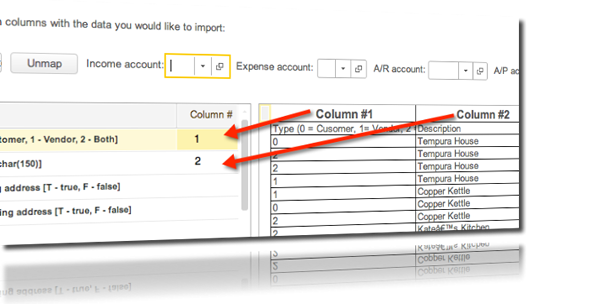 columns with the data you would like to import:
Unmap Income account: Expense account: A/R account: A/P ac
Column #
tomer, 1 - Vendor, 2 - Both] 1
char(150)] 2
ng address [T - true, F - false]
ing address [T - true, F - false]
Column #1 Column #2
Type (0 = Cusomer, 1= Vendor, 2 Description
0 Tempura House
2 Tempura House
2 Tempura House
1 Tempura House
1 Copper Kettle
0 Copper Kettle
2 Copper Kettle
2 Kateâ€™s Kitchen